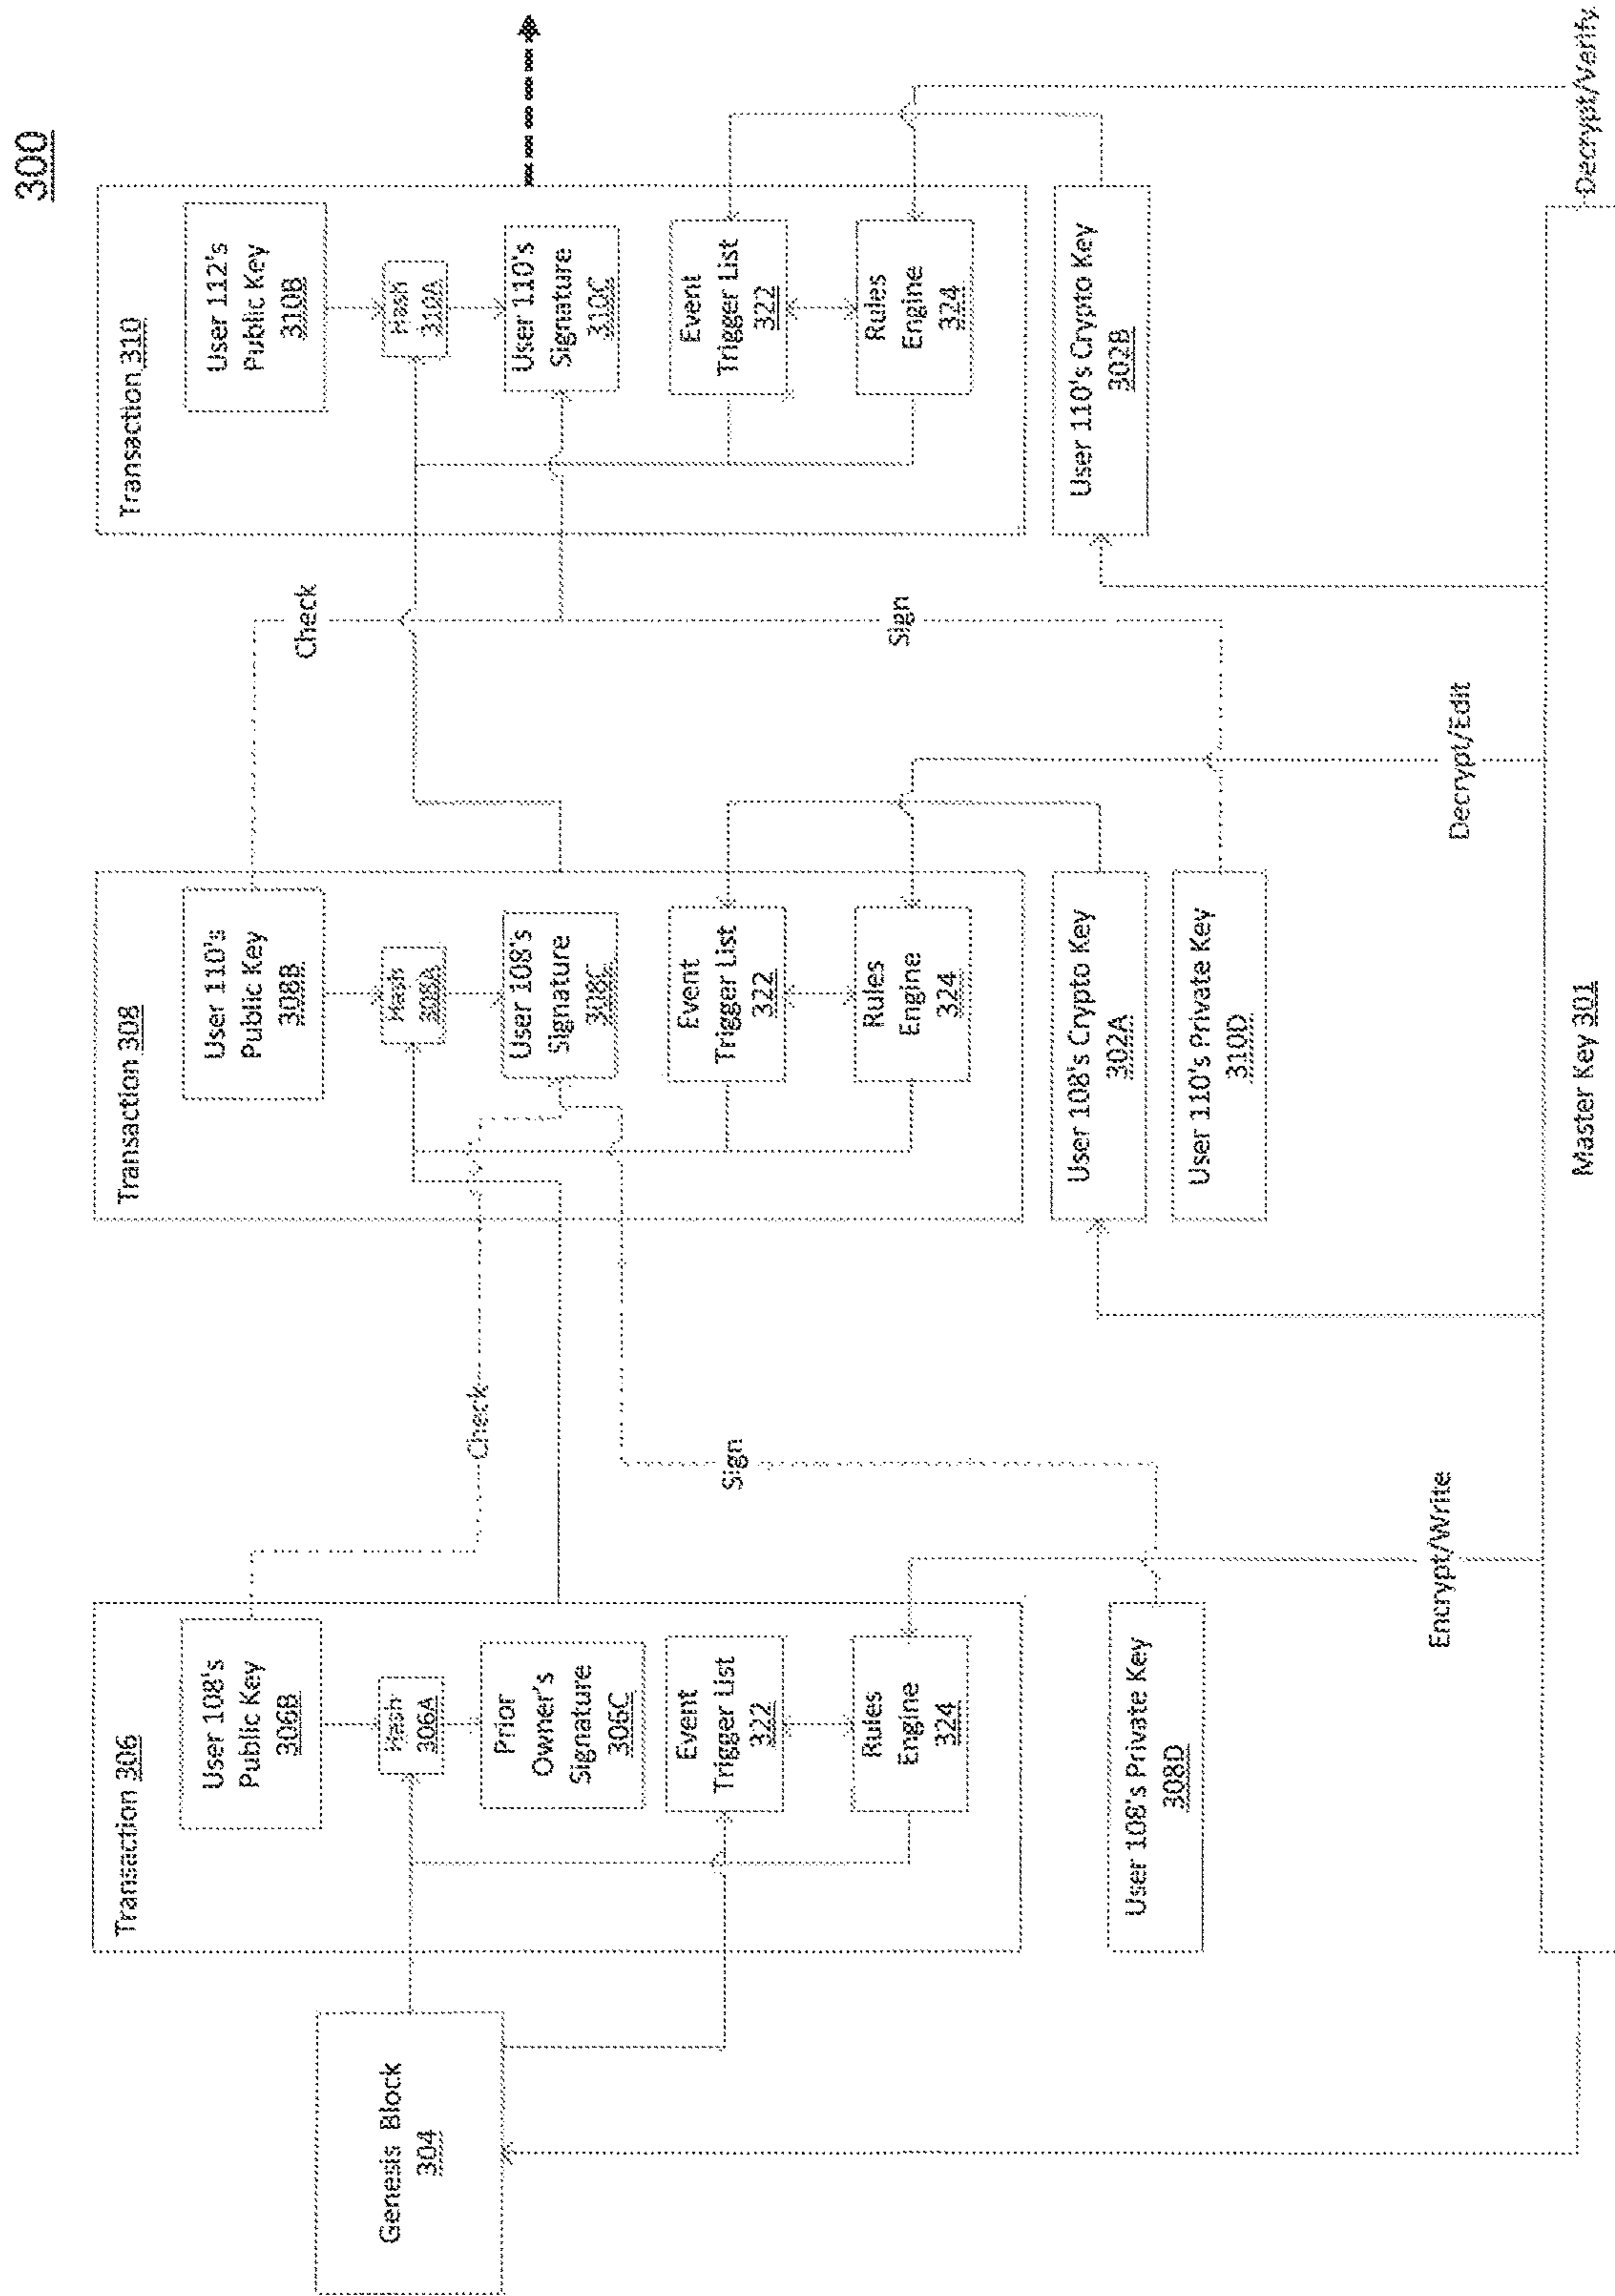 300
Genesis Block
304
Transaction 306
User 108's
Public Key
306B
Hash
306A
Prior
Owner's
Signature
306C
Event
Trigger List
322
Rules
Engine
324
User 108's Private Key
308D
Check
Sign
Encrypt/Write
Transaction 308
User 110's
Public Key
308B
Hash
308A
User 108's
Signature
308C
Event
Trigger List
322
Rules
Engine
324
User 108's Crypto Key
302A
User 110's Private Key
310D
Check
Sign
Decrypt/Edit
Transaction 310
User 112's
Public Key
310B
Hash
310A
User 110's
Signature
310C
Event
Trigger List
322
Rules
Engine
324
User 110's Crypto Key
302B
Decrypt/Verify
Master Key 301